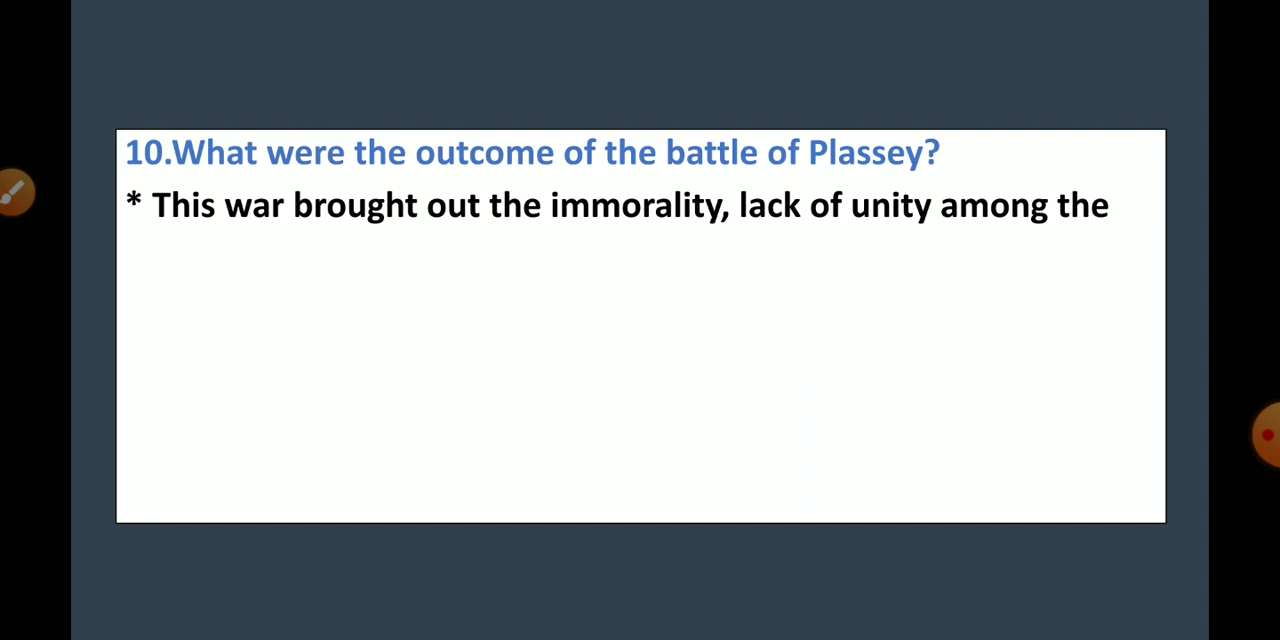 10.What were the outcome of the battle of Plassey?
* This war brought out the immorality, lack of unity among the